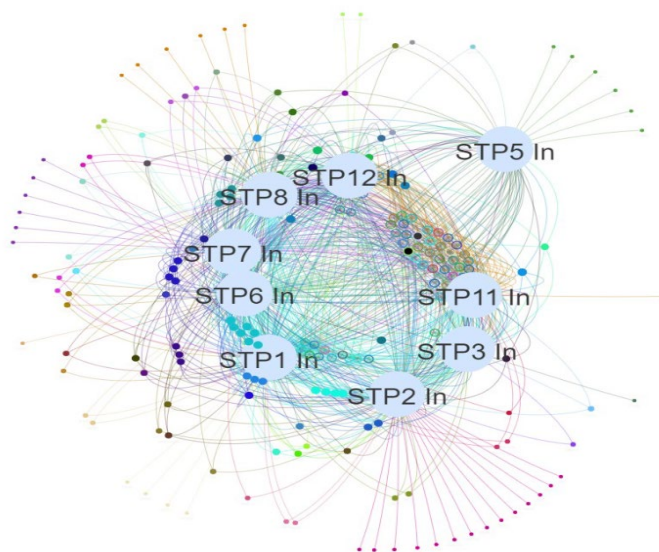 STP5 In
STP12 In
STP8 In
STP7 In
STP6 In
STP11 In
STP3 In
STP1 In
STP2 In